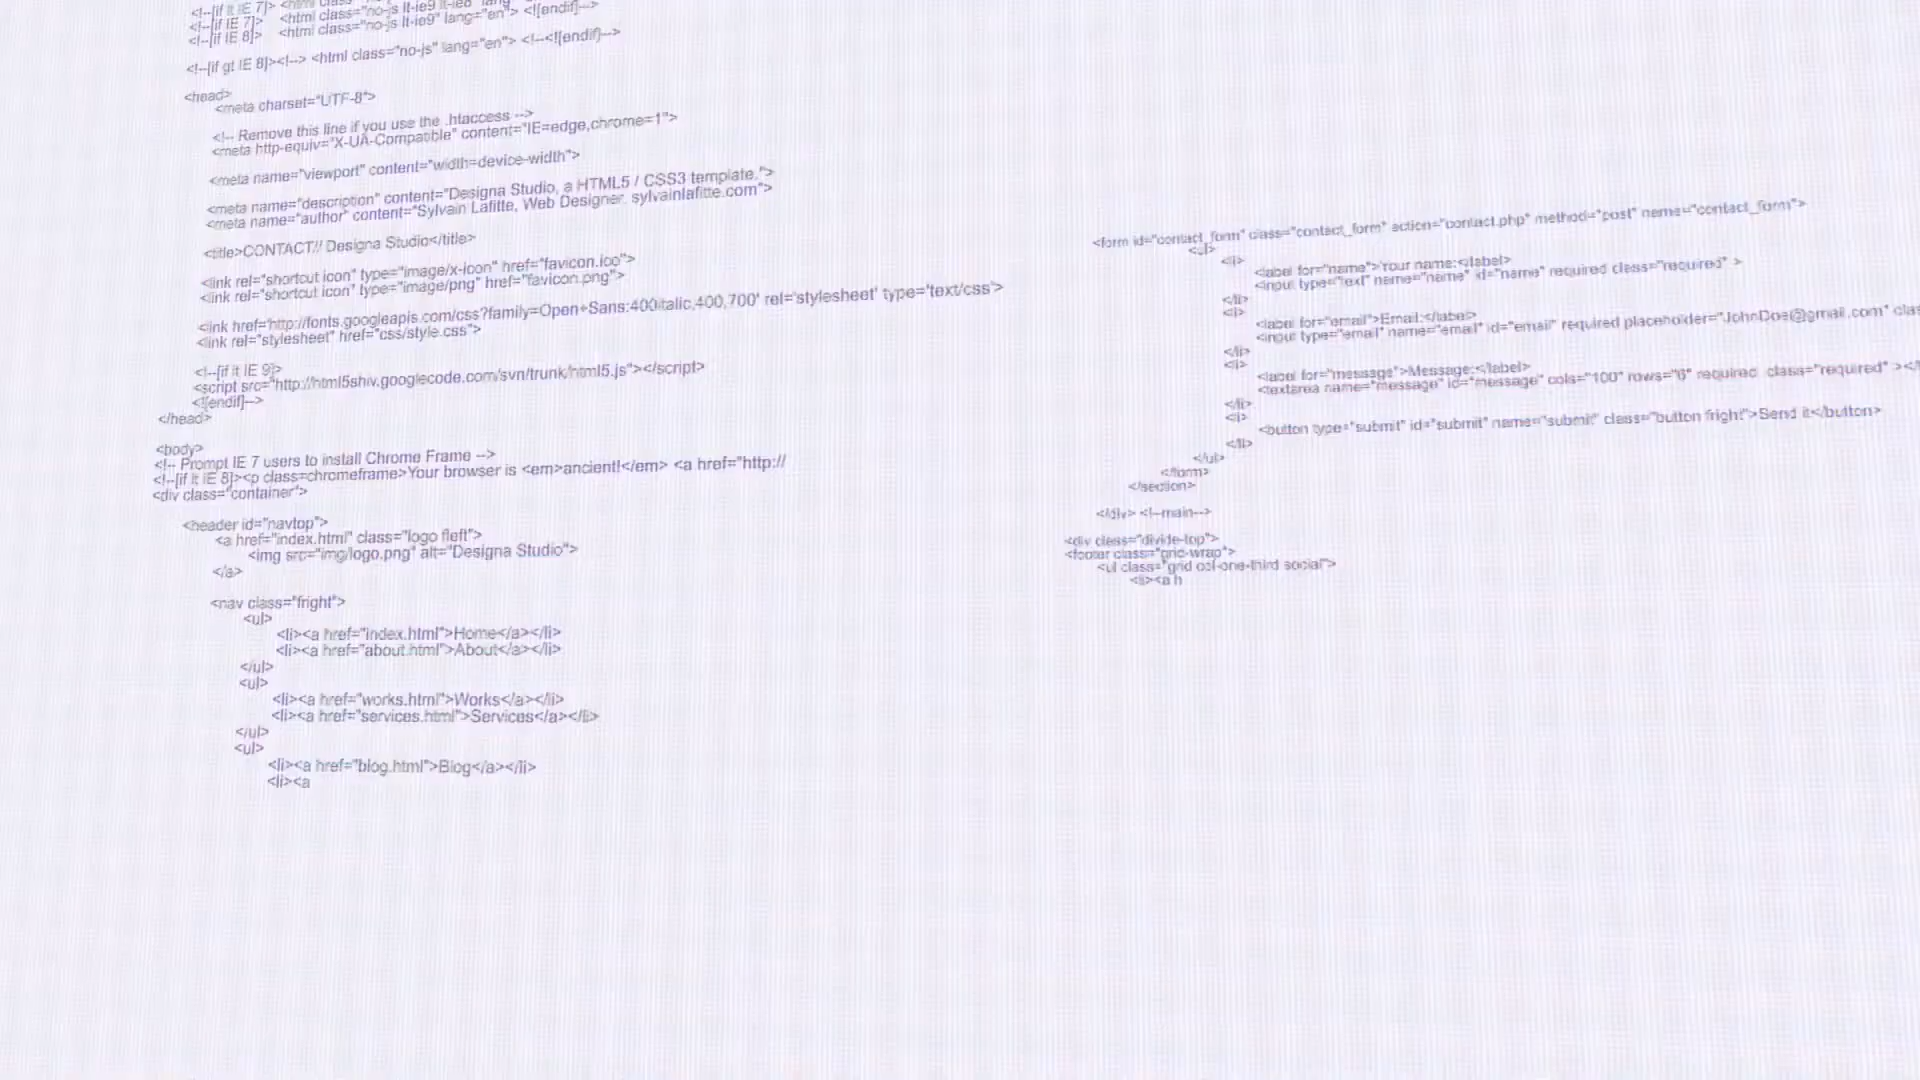 <!--[if lt IE 7]> <html class="no-js lt-ie9 lt-ie8
<!--[if IE 7]> <html class="no-js lt-ie9 lt-ie8" lang="en"> <![endif]-->
<!--[if IE 8]> <html class="no-js lt-ie9" lang="en"> <![endif]-->
<!--[if gt IE 8]><!--> <html class="no-js" lang="en"> <!--<![endif]-->
<head>
<meta charset="UTF-8">
<!-- Remove this line if you use the .htaccess -->
<meta http-equiv="X-UA-Compatible" content="IE=edge,chrome=1">
<meta name="viewport" content="width=device-width">
<meta name="description" content="Designa Studio, a HTML5 / CSS3 template.">
<meta name="author" content="Sylvain Lafitte, Web Designer, sylvainlafitte.com">
<title>CONTACT// Designa Studio</title>
<link rel="shortcut icon" type="image/x-icon" href="favicon.ico">
<link rel="shortcut icon" type="image/png" href="favicon.png">
<link href='http://fonts.googleapis.com/css?family=Open+Sans:400italic,400,700' rel='stylesheet' type='text/css'>
<link rel="stylesheet" href="css/style.css">
<!--[if lt IE 9]>
<script src="http://html5shiv.googlecode.com/svn/trunk/html5.js"></script>
<![endif]-->
</head>
<body>
<!-- Prompt IE 7 users to install Chrome Frame -->
<!--[if lt IE 8]><p class=chromeframe>Your browser is <em>ancient!</em> <a href="http://
<div class="container">
<header id="navtop">
<a href="index.html" class="logo fleft">
<img src="img/logo.png" alt="Designa Studio">
</a>
<nav class="fright">
<ul>
<li><a href="index.html">Home</a></li>
<li><a href="about.html">About</a></li>
</ul>
<ul>
<li><a href="works.html">Works</a></li>
<li><a href="services.html">Services</a></li>
</ul>
<ul>
<li><a href="blog.html">Blog</a></li>
<li><a
<form id="contact_form" class="contact_form" action="contact.php" method="post" name="contact_form">
<ul>
<li>
<label for="name">Your name:</label>
<input type="text" name="name" id="name" required class="required" >
</li>
<li>
<label for="email">Email:</label>
<input type="email" name="email" id="email" required placeholder="JohnDoe@gmail.com" clas
</li>
<li>
<label for="message">Message:</label>
<textarea name="message" id="message" cols="100" rows="6" required class="required" ></
</li>
<li>
<button type="submit" id="submit" name="submit" class="button fright">Send it</button>
</li>
</ul>
</form>
</section>
</div> <!--main-->
<div class="divide-top">
<footer class="grid-wrap">
<ul class="grid col-one-third social">
<li><a h